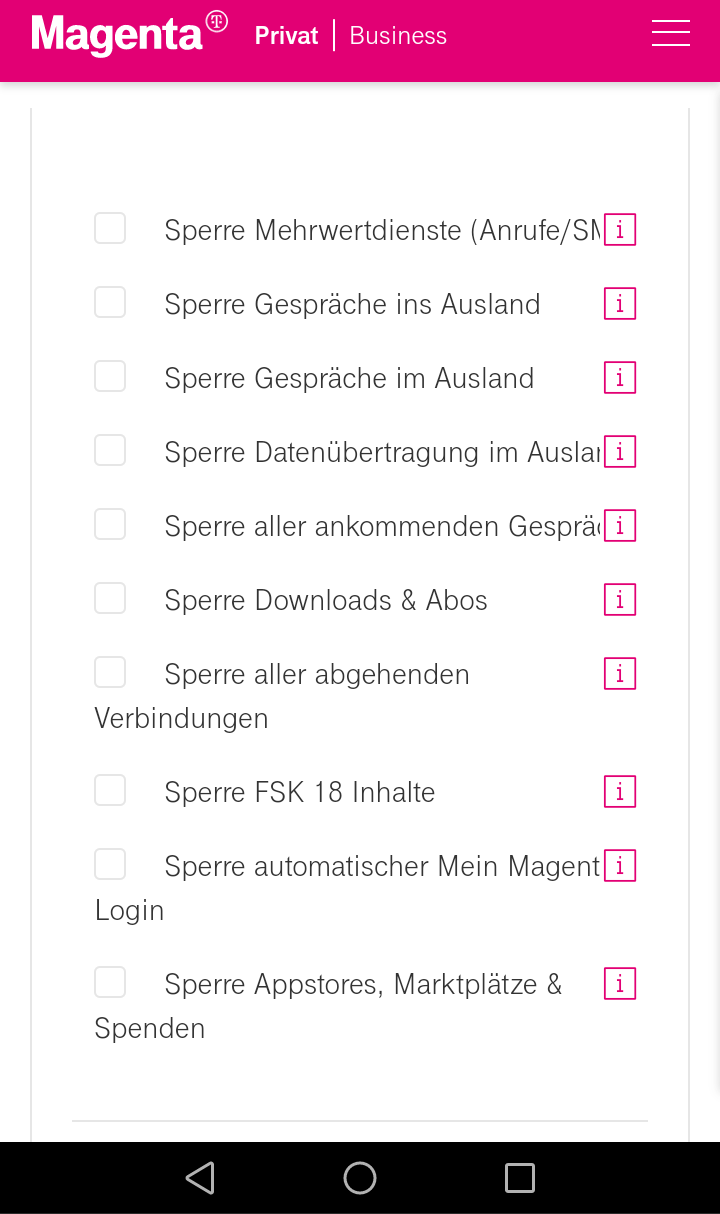 Magenta T Privat | Business
Sperre Mehrwertdienste (Anrufe/SM i
Sperre Gespräche ins Ausland i
Sperre Gespräche im Ausland i
Sperre Datenübertragung im Auslan i
Sperre aller ankommenden Gespräc i
Sperre Downloads & Abos i
Sperre aller abgehenden i
Verbindungen
Sperre FSK 18 Inhalte i
Sperre automatischer Mein Magent i
Login
Sperre Appstores, Marktplätze & i
Spenden